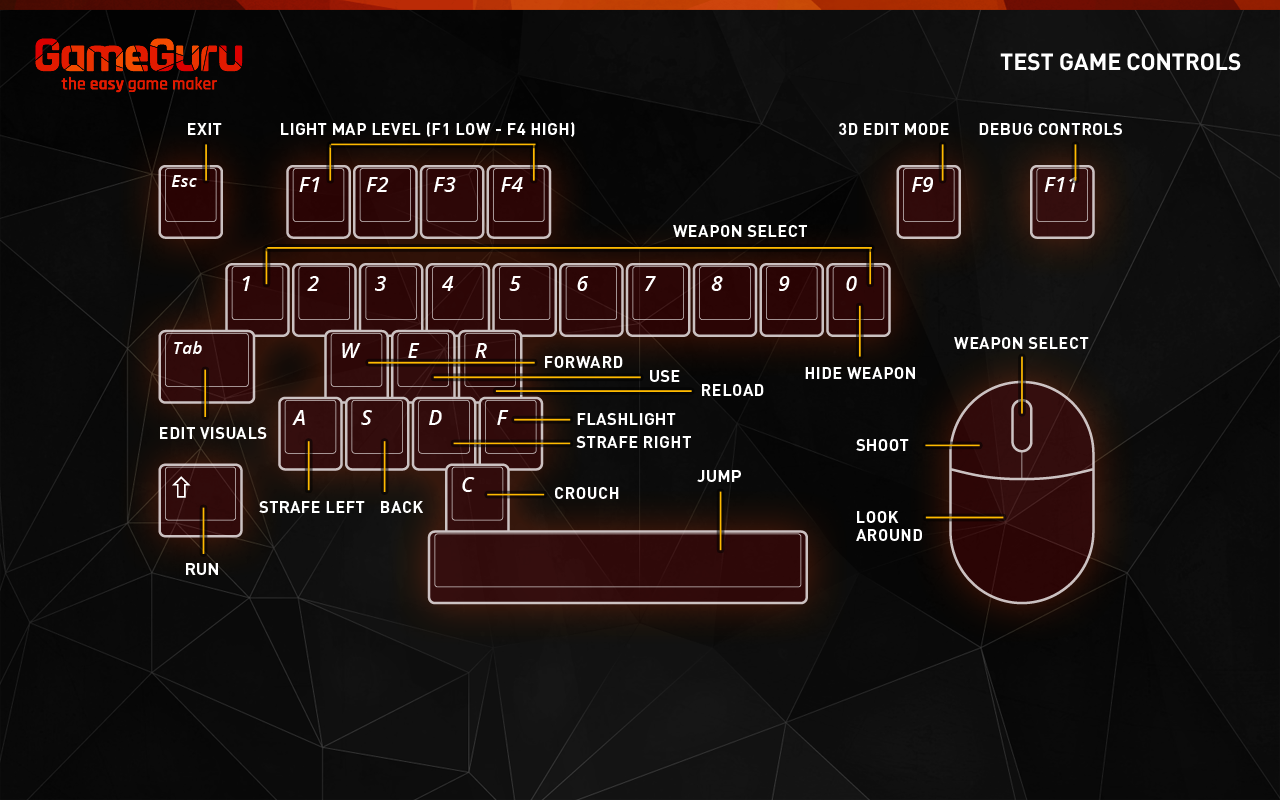 GameGuru
the easy game maker
TEST GAME CONTROLS
EXIT
LIGHT MAP LEVEL (F1 LOW - F4 HIGH)
3D EDIT MODE
DEBUG CONTROLS
Esc
F1
F2
F3
F4
F9
F11
WEAPON SELECT
1
2
3
4
5
6
7
8
9
0
Tab
W
E
R
FORWARD
USE
RELOAD
HIDE WEAPON
WEAPON SELECT
EDIT VISUALS
A
S
D
F
FLASHLIGHT
STRAFE RIGHT
SHOOT
STRAFE LEFT
BACK
C
CROUCH
JUMP
LOOK
AROUND
RUN